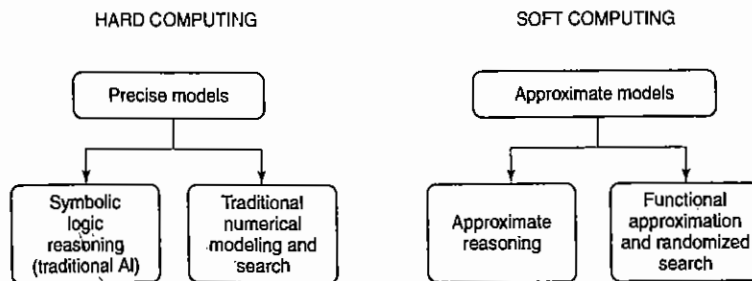 HARD COMPUTING
SOFT COMPUTING
Precise models
Approximate models
Symbolic
logic
reasoning
(traditional AI)
Traditional
numerical
modeling and
search
Approximate
reasoning
Functional
approximation
and randomized
search